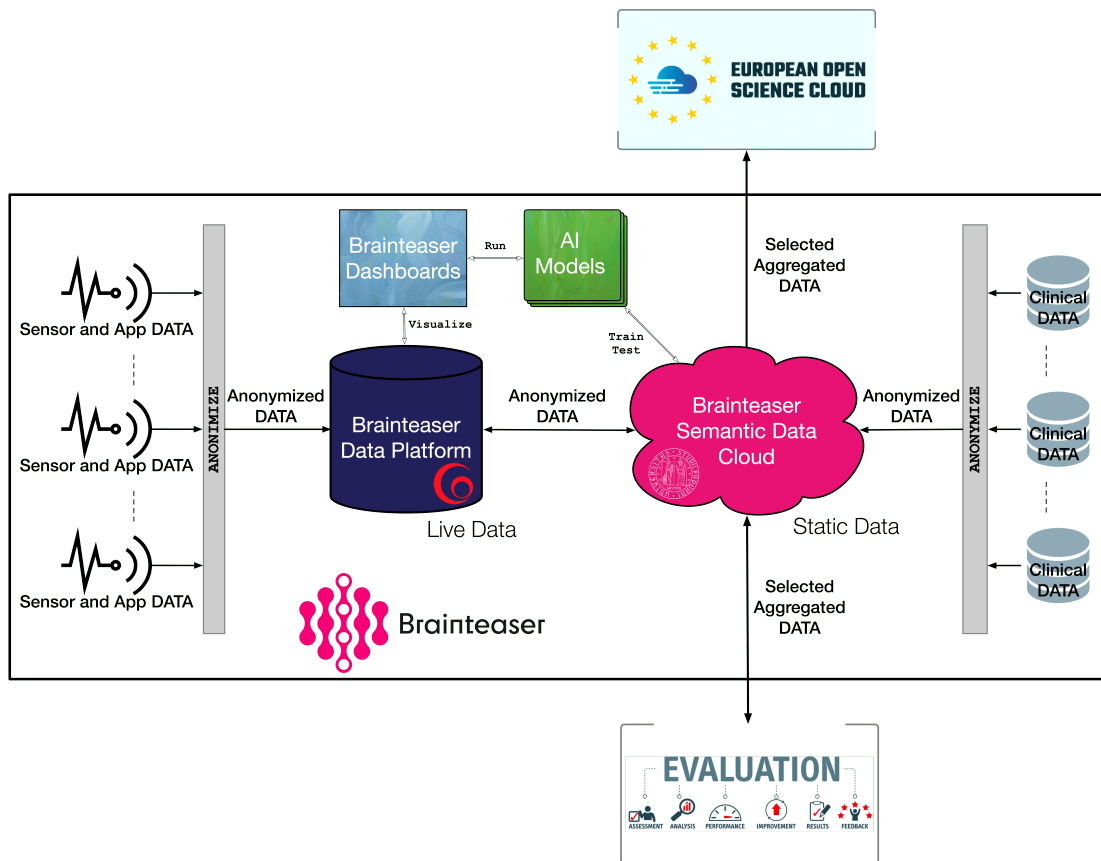 EUROPEAN OPEN
SCIENCE CLOUD
Brainteaser
Dashboards
Run
AI
Models
Selected
Aggregated
DATA
Sensor and App DATA
Clinical
DATA
Visualize
Train
Test
ANONIMIZE
Anonymized
DATA
Brainteaser
Data Platform
Anonymized
DATA
Brainteaser
Semantic Data
Cloud
Anonymized
DATA
ANONYMIZE
Sensor and App DATA
Clinical
DATA
Live Data
Static Data
Sensor and App DATA
Clinical
DATA
Selected
Aggregated
DATA
Brainteaser
EVALUATION
ASSESSMENT
ANALYSIS
PERFORMANCE
IMPROVEMENT
RESULTS
FEEDBACK